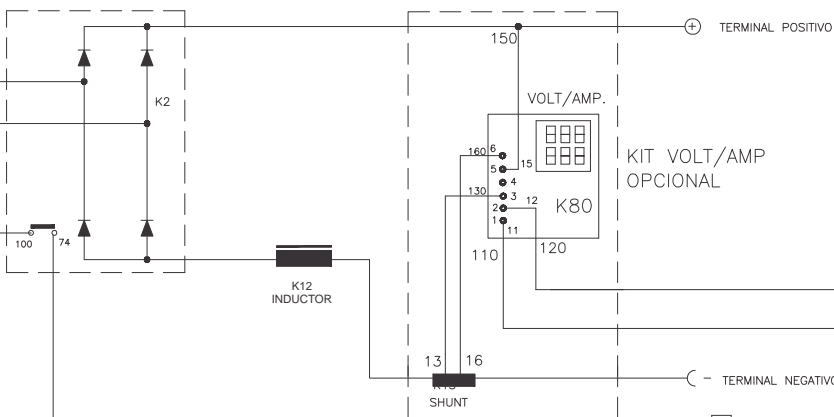 TERMINAL POSITIVO
150
VOLT/AMP.
K2
160 6
5 15
4
130 3
12
2
1
11
K80
KIT VOLT/AMP
OPCIONAL
100 74
110
120
K12
INDUCTOR
13 16
SHUNT
TERMINAL NEGATIVO